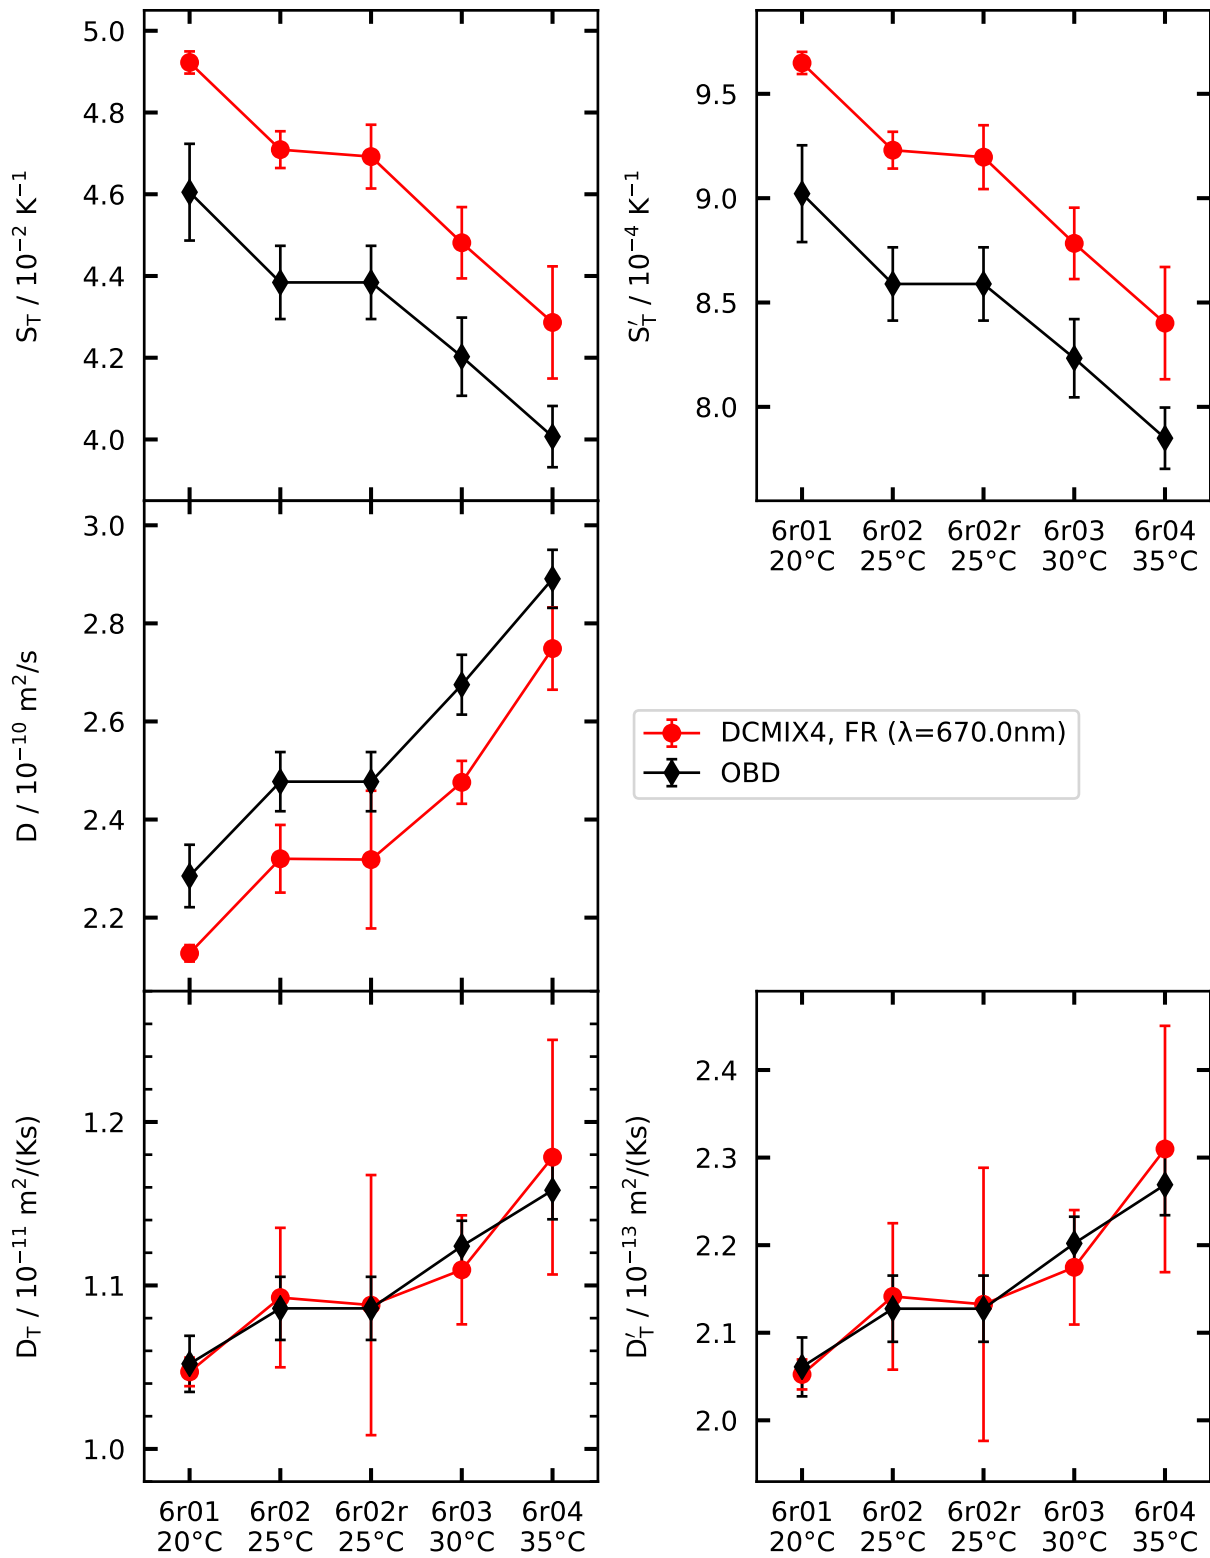 5.0
4.8
4.6
4.4
4.2
4.0
S_T / 10⁻² K⁻¹
9.5
9.0
8.5
8.0
S′_T / 10⁻⁴ K⁻¹
6r01 6r02 6r02r 6r03 6r04
20°C 25°C 25°C 30°C 35°C
3.0
2.8
2.6
2.4
2.2
D / 10⁻¹⁰ m²/s
DCMIX4, FR (λ=670.0nm)
OBD
1.2
1.1
1.0
D_T / 10⁻¹¹ m²/(Ks)
6r01 6r02 6r02r 6r03 6r04
20°C 25°C 25°C 30°C 35°C
2.4
2.3
2.2
2.1
2.0
D′_T / 10⁻¹³ m²/(Ks)
6r01 6r02 6r02r 6r03 6r04
20°C 25°C 25°C 30°C 35°C